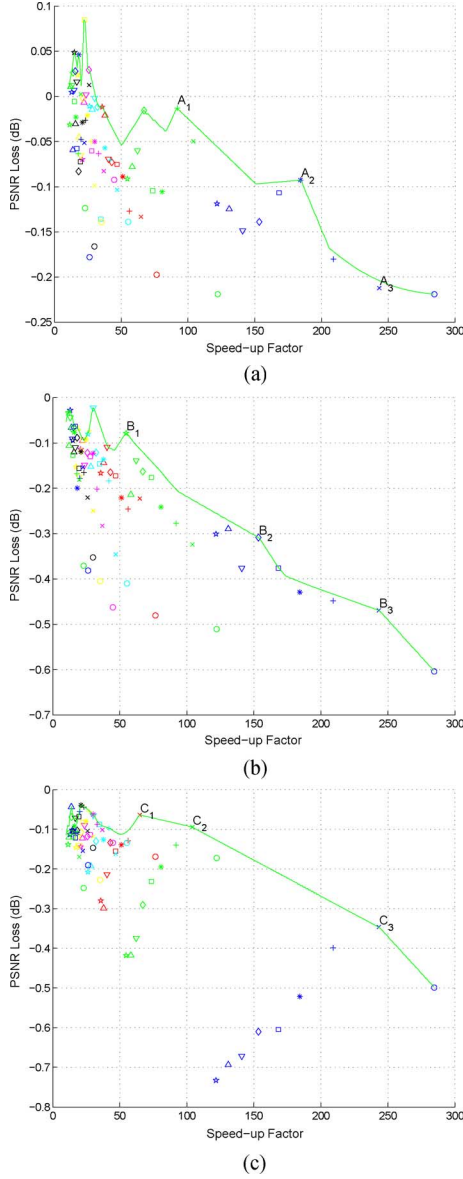 0.1
0.05
0
−0.05
−0.1
−0.15
−0.2
−0.25
PSNR Loss (dB)
A1
A2
A3
0 50 100 150 200 250 300
Speed−up Factor
(a)
0
−0.1
−0.2
−0.3
−0.4
−0.5
−0.6
−0.7
PSNR Loss (dB)
B1
B2
B3
0 50 100 150 200 250 300
Speed−up Factor
(b)
0
−0.1
−0.2
−0.3
−0.4
−0.5
−0.6
−0.7
−0.8
PSNR Loss (dB)
C1
C2
C3
0 50 100 150 200 250 300
Speed−up Factor
(c)